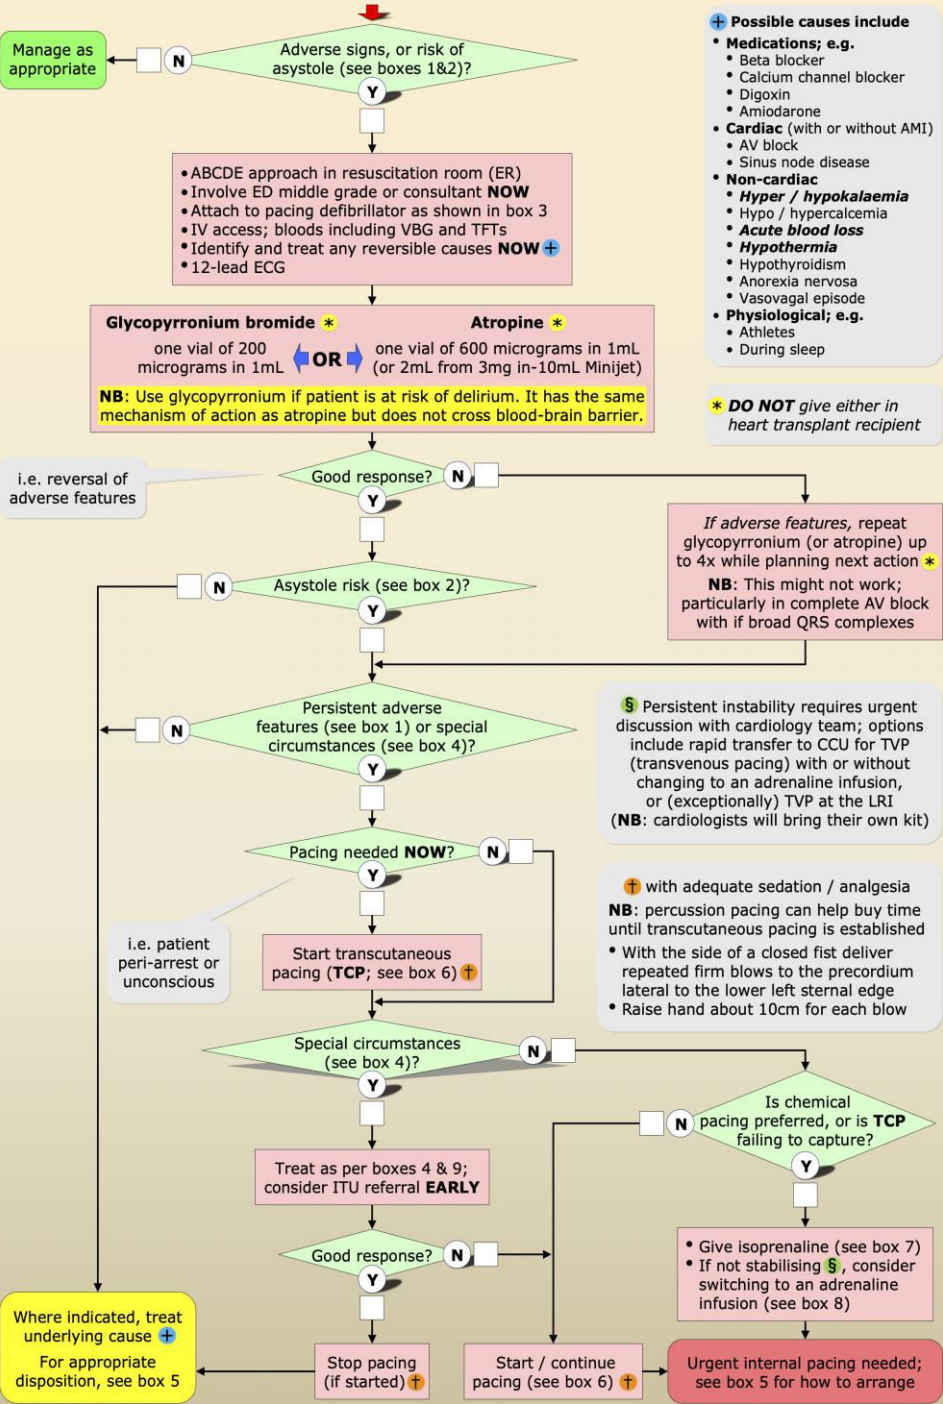 Manage as
appropriate
N
Adverse signs, or risk of
asystole (see boxes 1&2)?
Y
+ Possible causes include
• Medications; e.g.
• Beta blocker
• Calcium channel blocker
• Digoxin
• Amiodarone
• Cardiac (with or without AMI)
• AV block
• Sinus node disease
• Non-cardiac
• Hyper / hypokalaemia
• Hypo / hypercalcemia
• Acute blood loss
• Hypothermia
• Hypothyroidism
• Anorexia nervosa
• Vasovagal episode
• Physiological; e.g.
• Athletes
• During sleep
• ABCDE approach in resuscitation room (ER)
• Involve ED middle grade or consultant NOW
• Attach to pacing defibrillator as shown in box 3
• IV access; bloods including VBG and TFTs
• Identify and treat any reversible causes NOW +
• 12-lead ECG
Glycopyrronium bromide *
one vial of 200
micrograms in 1mL
OR
Atropine *
one vial of 600 micrograms in 1mL
(or 2mL from 3mg in-10mL Minijet)
NB: Use glycopyrronium if patient is at risk of delirium. It has the same
mechanism of action as atropine but does not cross blood-brain barrier.
* DO NOT give either in
heart transplant recipient
i.e. reversal of
adverse features
Good response?
N
Y
If adverse features, repeat
glycopyrronium (or atropine) up
to 4x while planning next action *
NB: This might not work;
particularly in complete AV block
with if broad QRS complexes
N
Asystole risk (see box 2)?
Y
N
Persistent adverse
features (see box 1) or special
circumstances (see box 4)?
Y
§ Persistent instability requires urgent
discussion with cardiology team; options
include rapid transfer to CCU for TVP
(transvenous pacing) with or without
changing to an adrenaline infusion,
or (exceptionally) TVP at the LRI
(NB: cardiologists will bring their own kit)
Pacing needed NOW?
N
Y
i.e. patient
peri-arrest or
unconscious
Start transcutaneous
pacing (TCP; see box 6) †
† with adequate sedation / analgesia
NB: percussion pacing can help buy time
until transcutaneous pacing is established
• With the side of a closed fist deliver
repeated firm blows to the precordium
lateral to the lower left sternal edge
• Raise hand about 10cm for each blow
Special circumstances
(see box 4)?
N
Y
N
Is chemical
pacing preferred, or is TCP
failing to capture?
Y
Treat as per boxes 4 & 9;
consider ITU referral EARLY
Good response?
N
Y
• Give isoprenaline (see box 7)
• If not stabilising §, consider
switching to an adrenaline
infusion (see box 8)
Where indicated, treat
underlying cause +
For appropriate
disposition, see box 5
Stop pacing
(if started) †
Start / continue
pacing (see box 6) †
Urgent internal pacing needed;
see box 5 for how to arrange